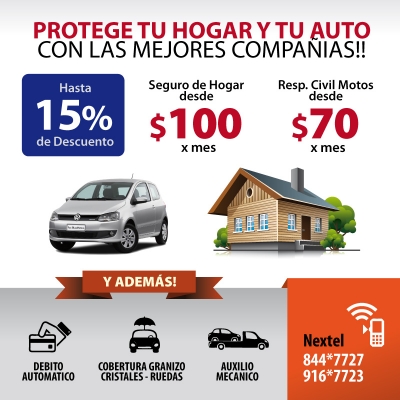 PROTEGE TU HOGAR Y TU AUTO
CON LAS MEJORES COMPAÑIAS!!
Hasta
15%
de Descuento
Seguro de Hogar
desde
$100
x mes
Resp. Civil Motos
desde
$70
x mes
Y ADEMÁS!
DEBITO
AUTOMATICO
COBERTURA GRANIZO
CRISTALES - RUEDAS
AUXILIO
MECANICO
Nextel
844*7727
916*7723